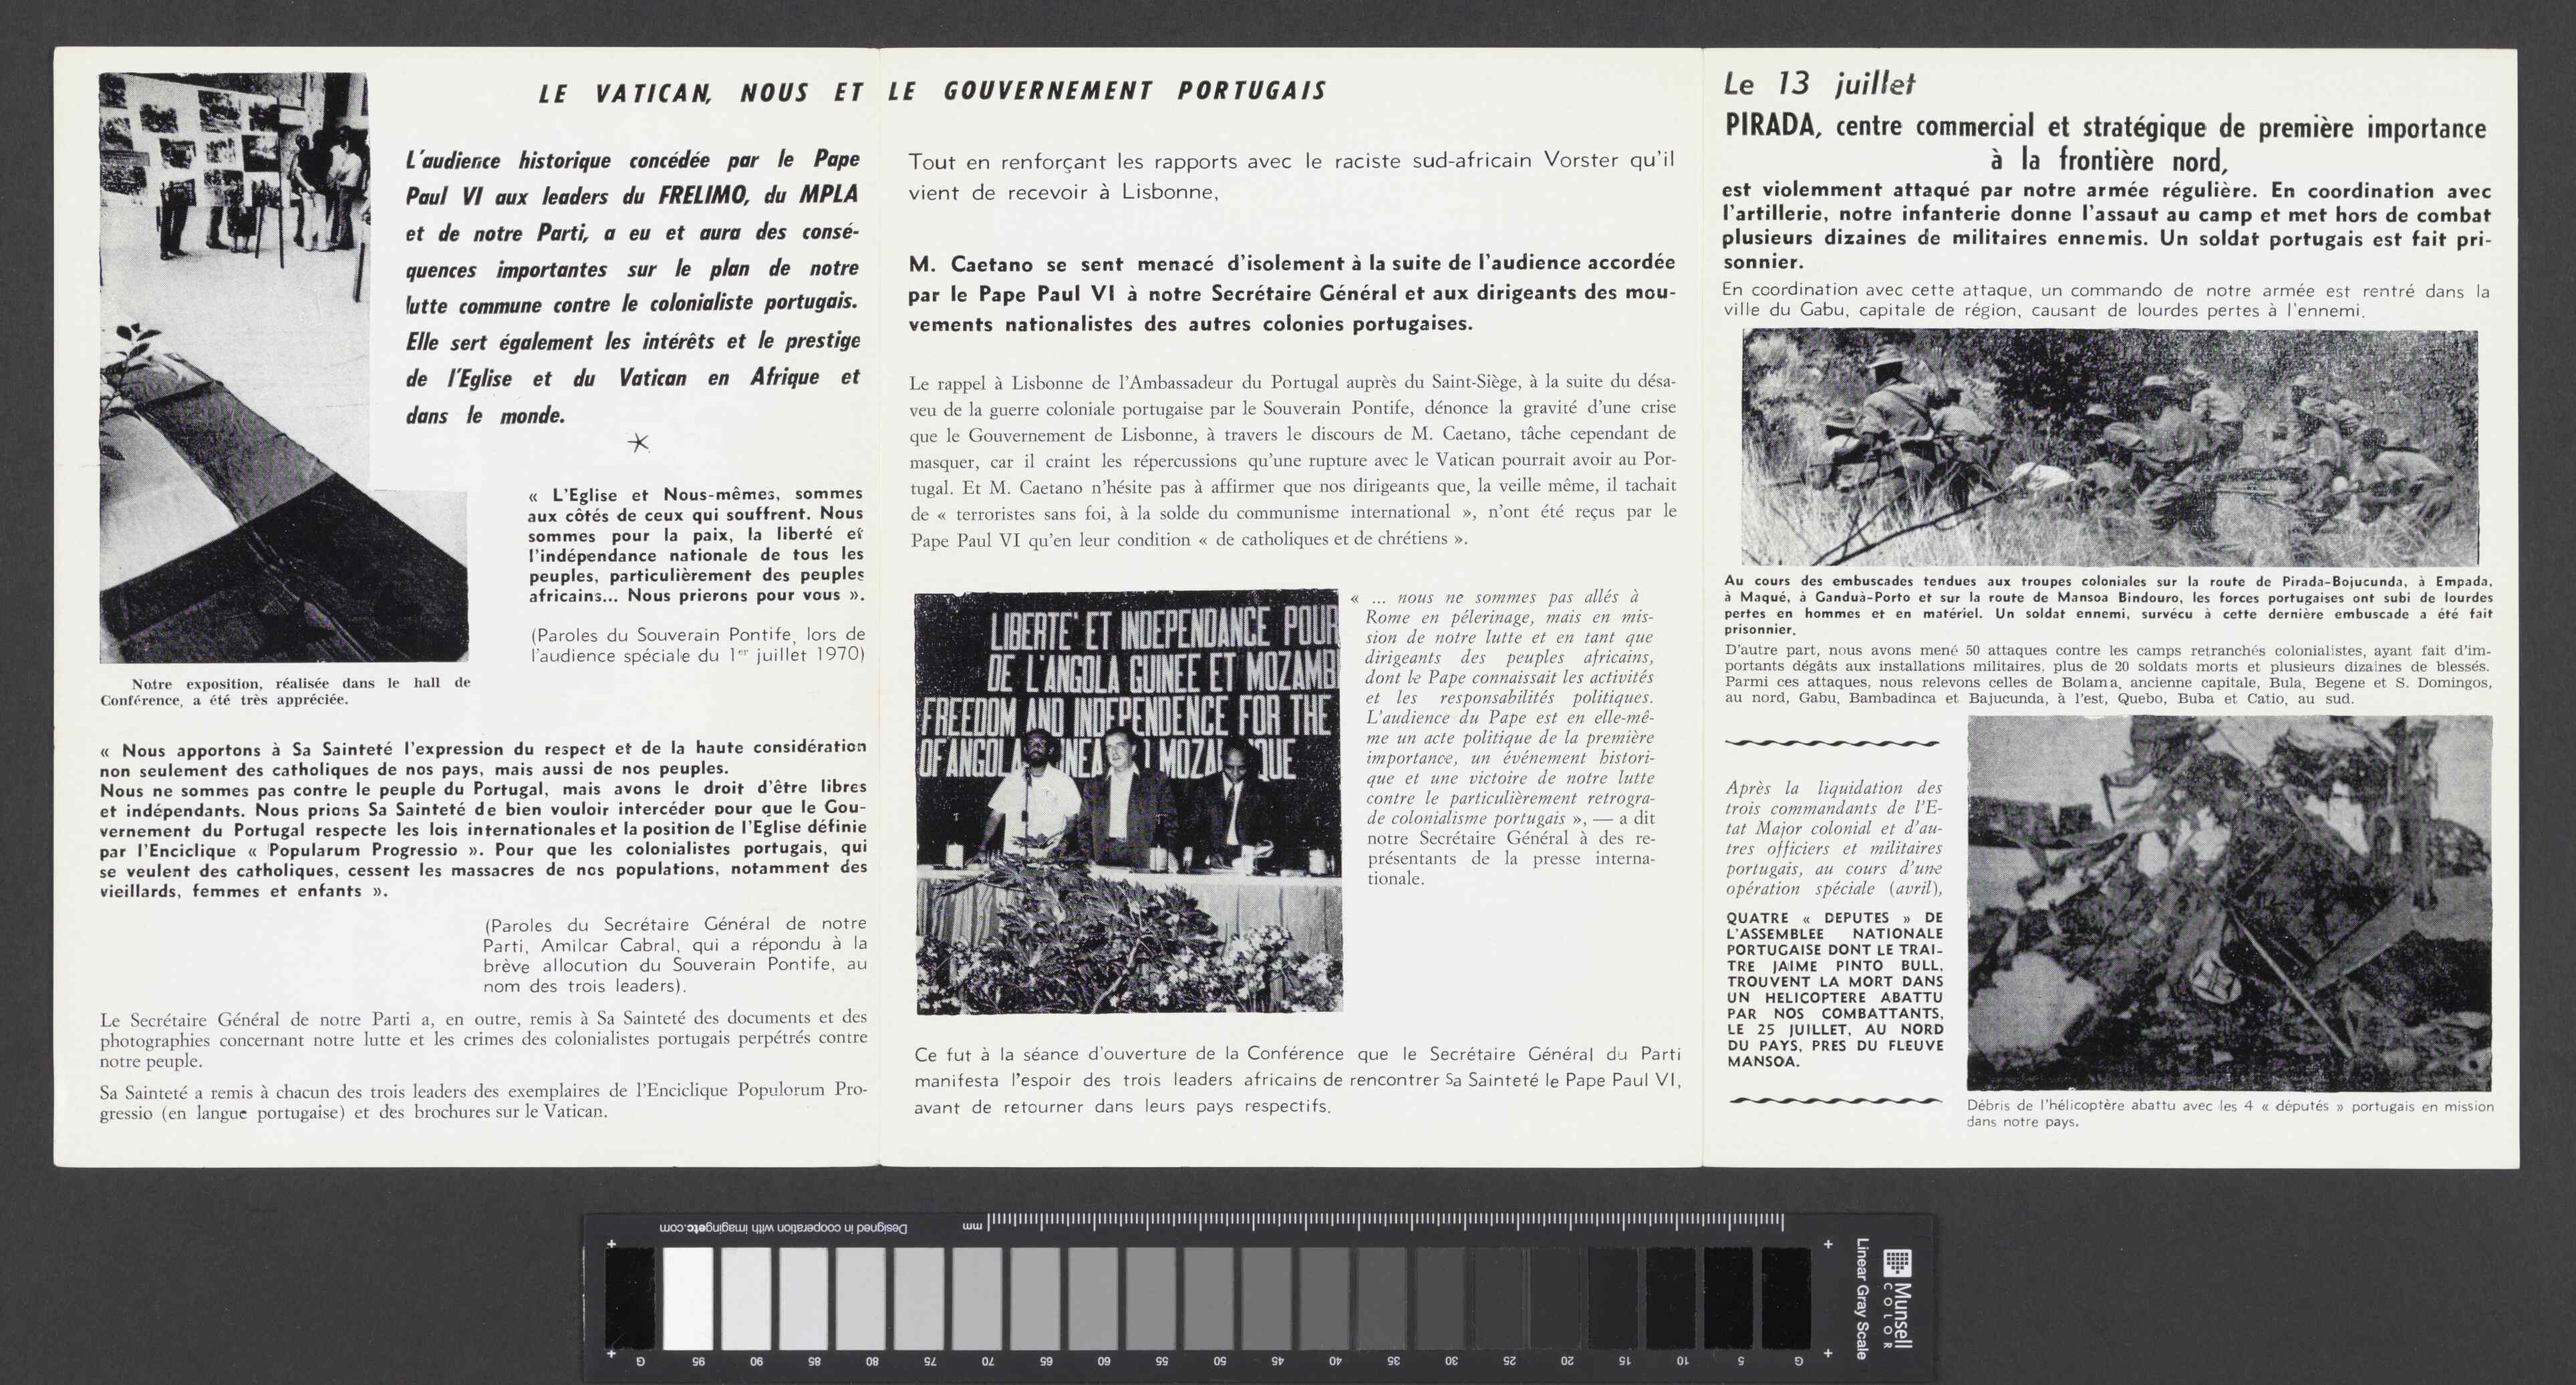 LE VATICAN, NOUS ET LE GOUVERNEMENT PORTUGAIS
L'audience historique concédée par le Pape
Paul VI aux leaders du FRELIMO, du MPLA
et de notre Parti, a eu et aura des consé-
quences importantes sur le plan de notre
lutte commune contre le colonialiste portugais.
Elle sert également les intérêts et le prestige
de l'Eglise et du Vatican en Afrique et
dans le monde.
« L'Eglise et Nous-mêmes, sommes
aux côtés de ceux qui souffrent. Nous
sommes pour la paix, la liberté et
l'indépendance nationale de tous les
peuples, particulièrement des peuples
africains... Nous prierons pour vous ».
(Paroles du Souverain Pontife, lors de
l'audience spéciale du 1er juillet 1970)
Notre exposition, réalisée dans le hall de
Conférence, a été très appréciée.
« Nous apportons à Sa Sainteté l'expression du respect et de la haute considération
non seulement des catholiques de nos pays, mais aussi de nos peuples.
Nous ne sommes pas contre le peuple du Portugal, mais avons le droit d'être libres
et indépendants. Nous prions Sa Sainteté de bien vouloir intercéder pour que le Gou-
vernement du Portugal respecte les lois internationales et la position de l'Eglise définie
par l'Enciclique « Popularum Progressio ». Pour que les colonialistes portugais, qui
se veulent des catholiques, cessent les massacres de nos populations, notamment des
vieillards, femmes et enfants ».
(Paroles du Secrétaire Général de notre
Parti, Amilcar Cabral, qui a répondu à la
brève allocution du Souverain Pontife, au
nom des trois leaders).
Le Secrétaire Général de notre Parti a, en outre, remis à Sa Sainteté des documents et des
photographies concernant notre lutte et les crimes des colonialistes portugais perpétrés contre
notre peuple.
Sa Sainteté a remis à chacun des trois leaders des exemplaires de l'Enciclique Populorum Pro-
gressio (en langue portugaise) et des brochures sur le Vatican.
Tout en renforçant les rapports avec le raciste sud-africain Vorster qu'il
vient de recevoir à Lisbonne,
M. Caetano se sent menacé d'isolement à la suite de l'audience accordée
par le Pape Paul VI à notre Secrétaire Général et aux dirigeants des mou-
vements nationalistes des autres colonies portugaises.
Le rappel à Lisbonne de l'Ambassadeur du Portugal auprès du Saint-Siège, à la suite du désa-
veu de la guerre coloniale portugaise par le Souverain Pontife, dénonce la gravité d'une crise
que le Gouvernement de Lisbonne, à travers le discours de M. Caetano, tâche cependant de
masquer, car il craint les répercussions qu'une rupture avec le Vatican pourrait avoir au Por-
tugal. Et M. Caetano n'hésite pas à affirmer que nos dirigeants que, la veille même, il tachait
de « terroristes sans foi, à la solde du communisme international », n'ont été reçus par le
Pape Paul VI qu'en leur condition « de catholiques et de chrétiens ».
LIBERTE' ET INDEPENDANCE POUR
DE L'ANGOLA GUINEE ET MOZAMB
FREEDOM AND INDEPENDENCE FOR THE
OF ANGOLA INEA MOZA QUE
« ... nous ne sommes pas allés à
Rome en pélerinage, mais en mis-
sion de notre lutte et en tant que
dirigeants des peuples africains,
dont le Pape connaissait les activités
et les responsabilités politiques.
L'audience du Pape est en elle-mê-
me un acte politique de la première
importance, un événement histori-
que et une victoire de notre lutte
contre le particulièrement retrogra-
de colonialisme portugais », — a dit
notre Secrétaire Général à des re-
présentants de la presse interna-
tionale.
Ce fut à la séance d'ouverture de la Conférence que le Secrétaire Général du Parti
manifesta l'espoir des trois leaders africains de rencontrer Sa Sainteté le Pape Paul VI,
avant de retourner dans leurs pays respectifs.
Le 13 juillet
PIRADA, centre commercial et stratégique de première importance
à la frontière nord,
est violemment attaqué par notre armée régulière. En coordination avec
l'artillerie, notre infanterie donne l'assaut au camp et met hors de combat
plusieurs dizaines de militaires ennemis. Un soldat portugais est fait pri-
sonnier.
En coordination avec cette attaque, un commando de notre armée est rentré dans la
ville du Gabu, capitale de région, causant de lourdes pertes à l'ennemi.
Au cours des embuscades tendues aux troupes coloniales sur la route de Pirada-Bojucunda, à Empada,
à Maqué, à Ganduà-Porto et sur la route de Mansoa Bindouro, les forces portugaises ont subi de lourdes
pertes en hommes et en matériel. Un soldat ennemi, survécu à cette dernière embuscade a été fait
prisonnier.
D'autre part, nous avons mené 50 attaques contre les camps retranchés colonialistes, ayant fait d'im-
portants dégâts aux installations militaires, plus de 20 soldats morts et plusieurs dizaines de blessés.
Parmi ces attaques, nous relevons celles de Bolama, ancienne capitale, Bula, Begene et S. Domingos,
au nord, Gabu, Bambadinca et Bajucunda, à l'est, Quebo, Buba et Catio, au sud.
Après la liquidation des
trois commandants de l'E-
tat Major colonial et d'au-
tres officiers et militaires
portugais, au cours d'une
opération spéciale (avril),
QUATRE « DEPUTES » DE
L'ASSEMBLEE NATIONALE
PORTUGAISE DONT LE TRAI-
TRE JAIME PINTO BULL,
TROUVENT LA MORT DANS
UN HELICOPTERE ABATTU
PAR NOS COMBATTANTS,
LE 25 JUILLET, AU NORD
DU PAYS, PRES DU FLEUVE
MANSOA.
Débris de l'hélicoptère abattu avec les 4 « députés » portugais en mission
dans notre pays.
Designed in cooperation with imagingetc.com
mm
G 95 90 85 80 75 70 65 60 55 50 45 40 35 30 25 20 15 10 5 G
Linear Gray Scale
Munsell
COLOR